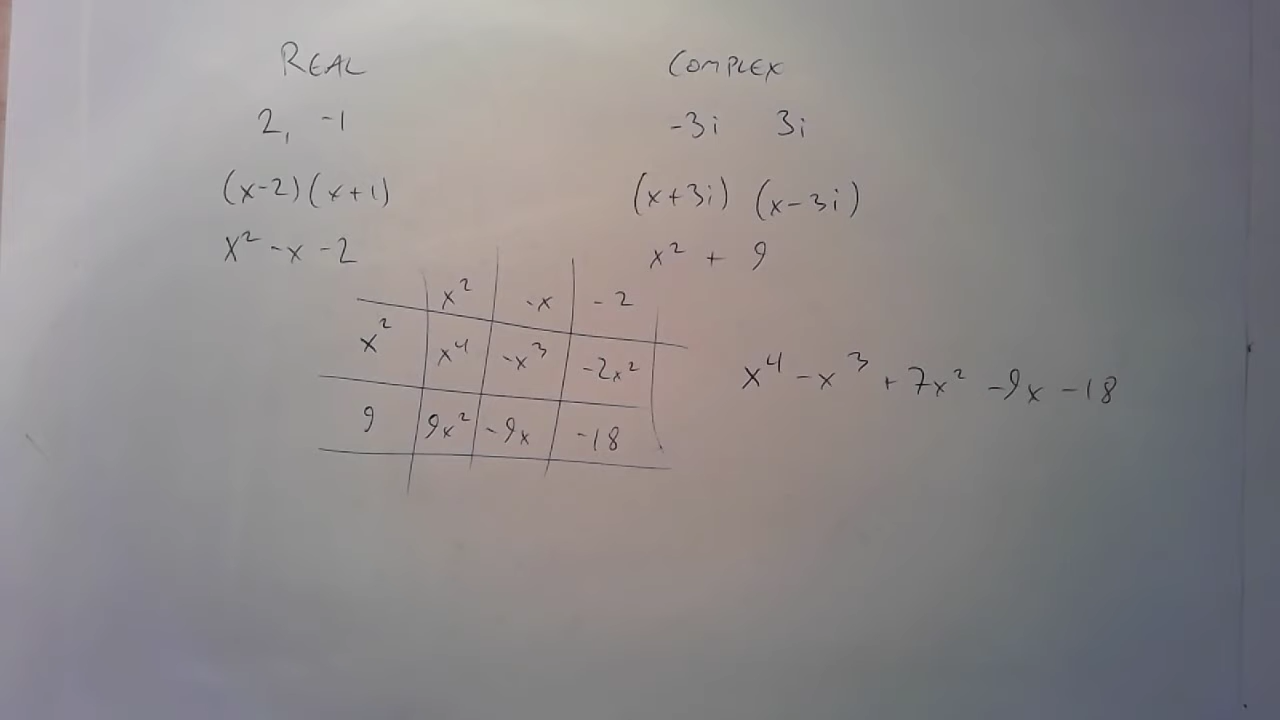 REAL COMPLEX
2, -1 -3i 3i
(x-2)(x+1) (x+3i) (x-3i)
x² -x -2 x² + 9
x² -x -2
x² x⁴ -x³ -2x²
9 9x² -9x -18
x⁴ -x³ +7x² -9x -18